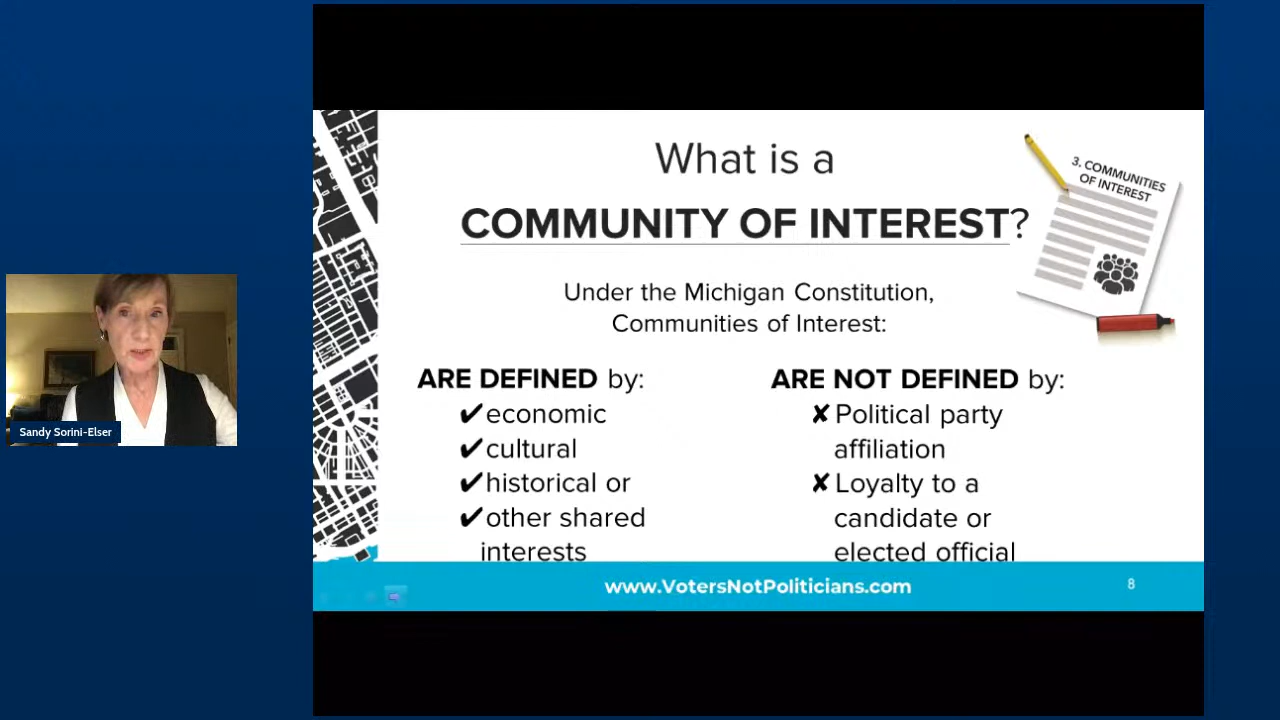 What is a
COMMUNITY OF INTEREST?
3. COMMUNITIES
OF INTEREST
Under the Michigan Constitution,
Communities of Interest:
ARE DEFINED by:
✔economic
✔cultural
✔historical or
✔other shared
interests
ARE NOT DEFINED by:
✘Political party
affiliation
✘Loyalty to a
candidate or
elected official
Sandy Sorini-Elser
www.VotersNotPoliticians.com
8